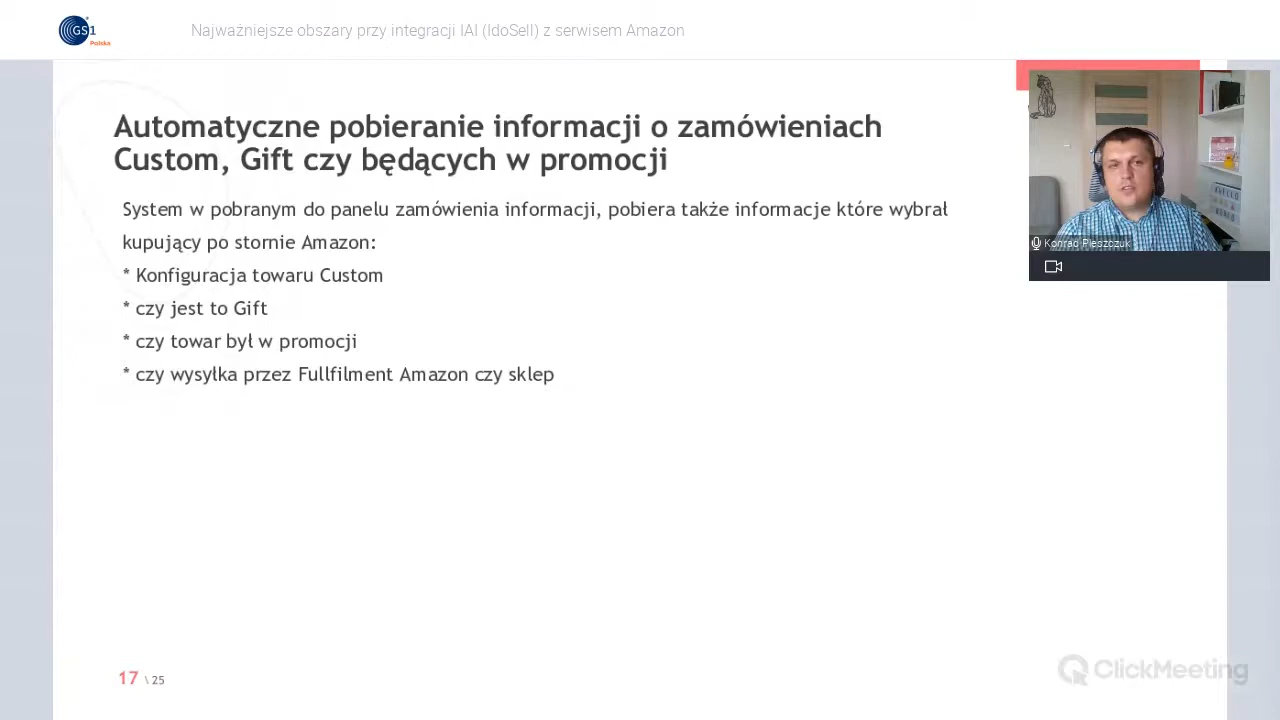 GS1
Polska
Najważniejsze obszary przy integracji IAI (IdoSell) z serwisem Amazon
Automatyczne pobieranie informacji o zamówieniach
Custom, Gift czy będących w promocji
System w pobranym do panelu zamówienia informacji, pobiera także informacje które wybrał
kupujący po stornie Amazon:
* Konfiguracja towaru Custom
* czy jest to Gift
* czy towar był w promocji
* czy wysyłka przez Fullfilment Amazon czy sklep
Konrad Pleszczuk
17 \ 25
ClickMeeting